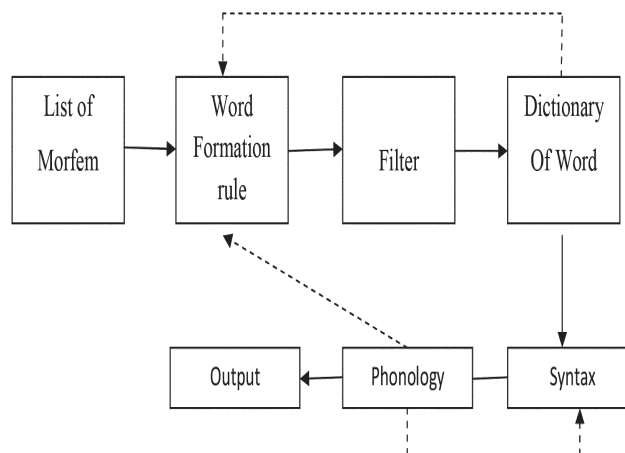 List of
Morfem
Word
Formation
rule
Filter
Dictionary
Of Word
Output
Phonology
Syntax